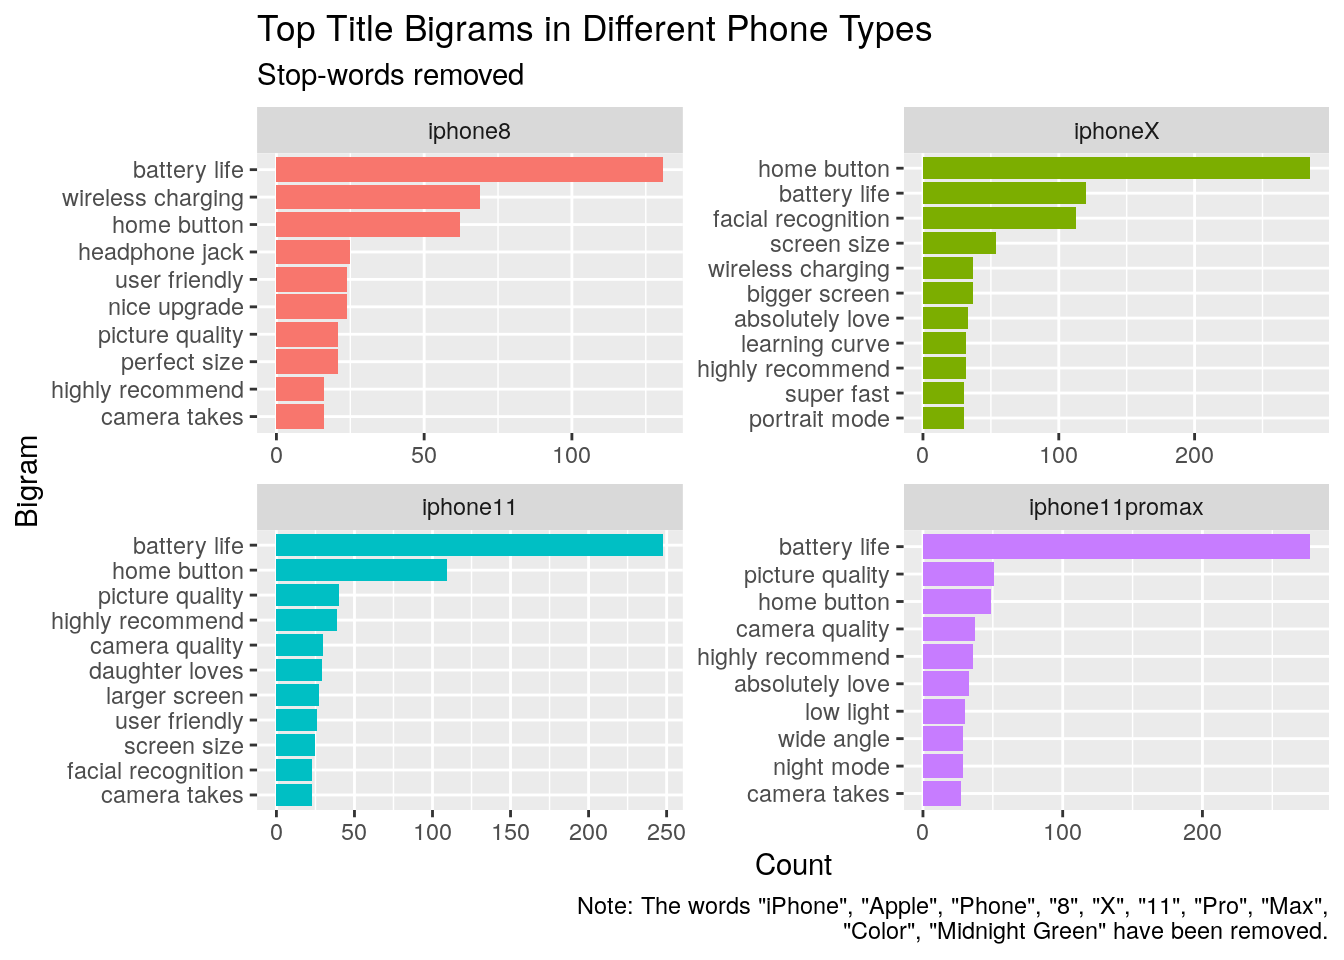 Top Title Bigrams in Different Phone Types
Stop-words removed
iphone8
battery life
wireless charging
home button
headphone jack
user friendly
nice upgrade
picture quality
perfect size
highly recommend
camera takes
0 50 100
iphoneX
home button
battery life
facial recognition
screen size
wireless charging
bigger screen
absolutely love
learning curve
highly recommend
super fast
portrait mode
0 100 200
Bigram
iphone11
battery life
home button
picture quality
highly recommend
camera quality
daughter loves
larger screen
user friendly
screen size
facial recognition
camera takes
0 50 100 150 200 250
iphone11promax
battery life
picture quality
home button
camera quality
highly recommend
absolutely love
low light
wide angle
night mode
camera takes
0 100 200
Count
Note: The words "iPhone", "Apple", "Phone", "8", "X", "11", "Pro", "Max",
"Color", "Midnight Green" have been removed.